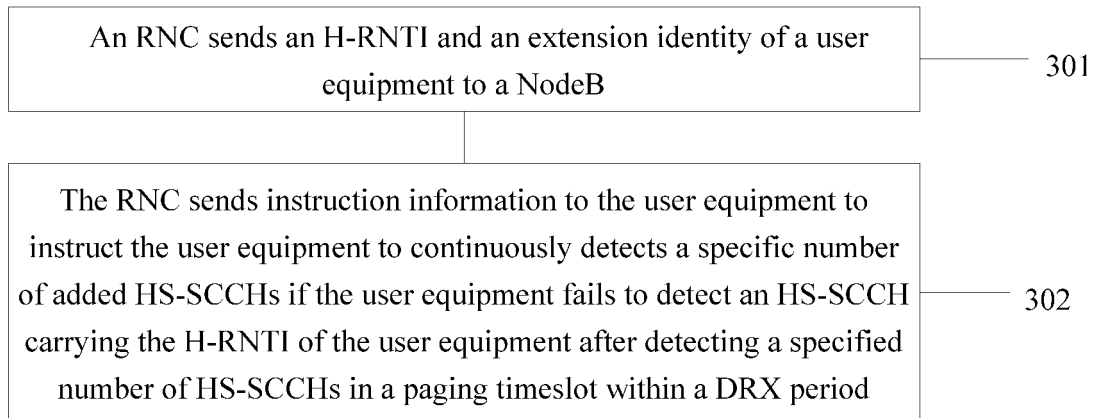 An RNC sends an H-RNTI and an extension identity of a user
equipment to a NodeB
301
The RNC sends instruction information to the user equipment to
instruct the user equipment to continuously detects a specific number
of added HS-SCCHs if the user equipment fails to detect an HS-SCCH
carrying the H-RNTI of the user equipment after detecting a specified
number of HS-SCCHs in a paging timeslot within a DRX period
302